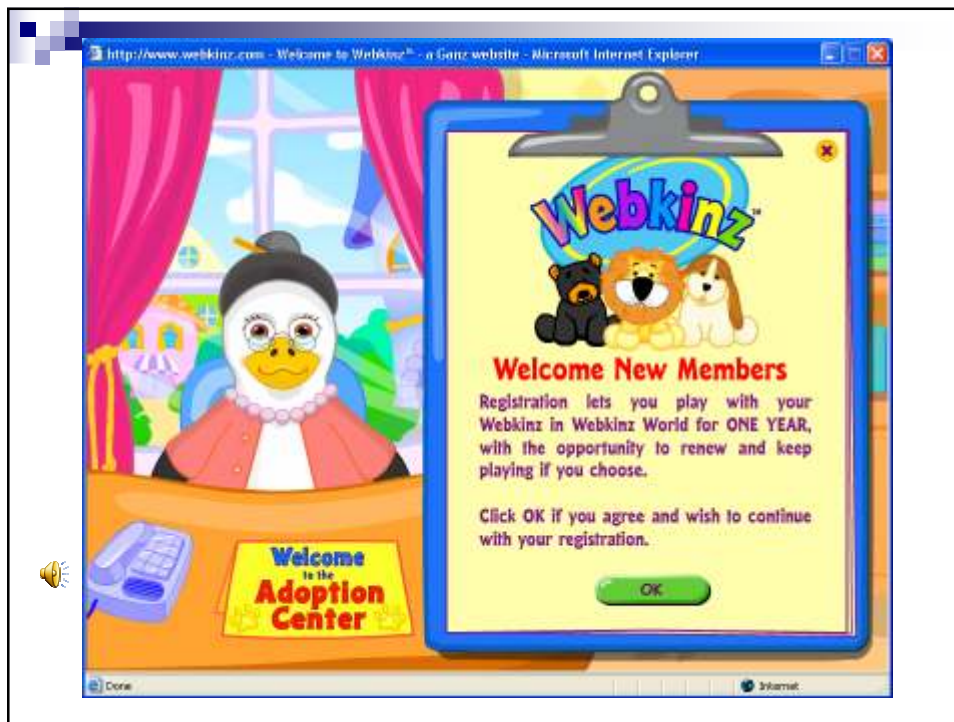 http://www.webkinz.com - Welcome to Webkinz™ - a Ganz website - Microsoft Internet Explorer
Webkinz™
Welcome New Members
Registration lets you play with your
Webkinz in Webkinz World for ONE YEAR,
with the opportunity to renew and keep
playing if you choose.
Click OK if you agree and wish to continue
with your registration.
OK
Welcome
to the
Adoption
Center
Done
Internet